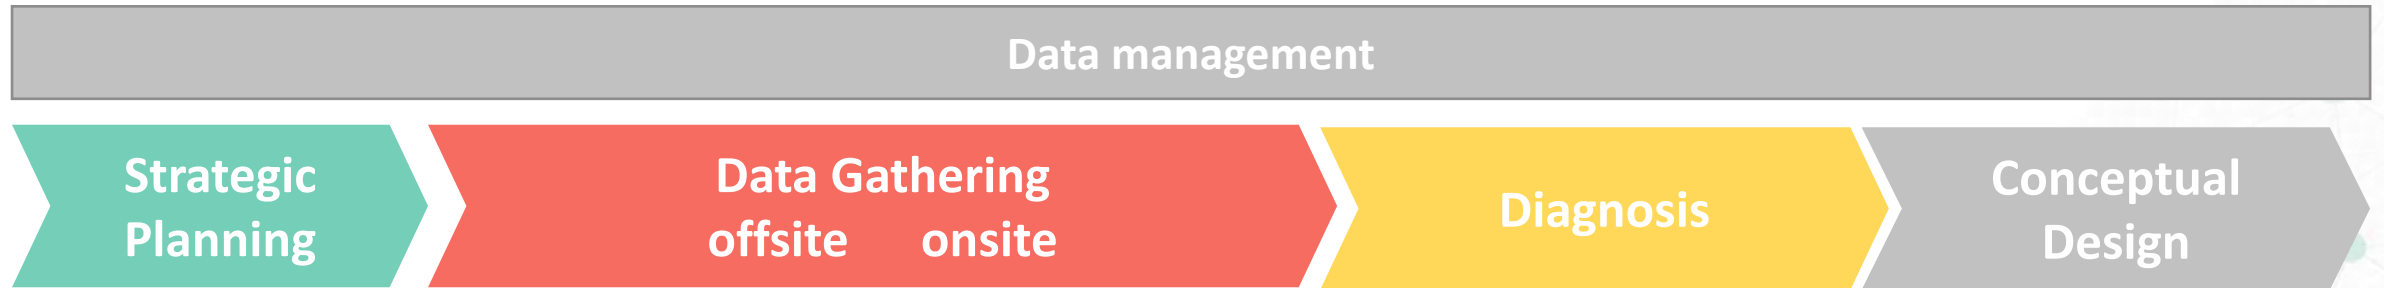 Data management
Strategic
Planning
Data Gathering
offsite onsite
Diagnosis
Conceptual
Design